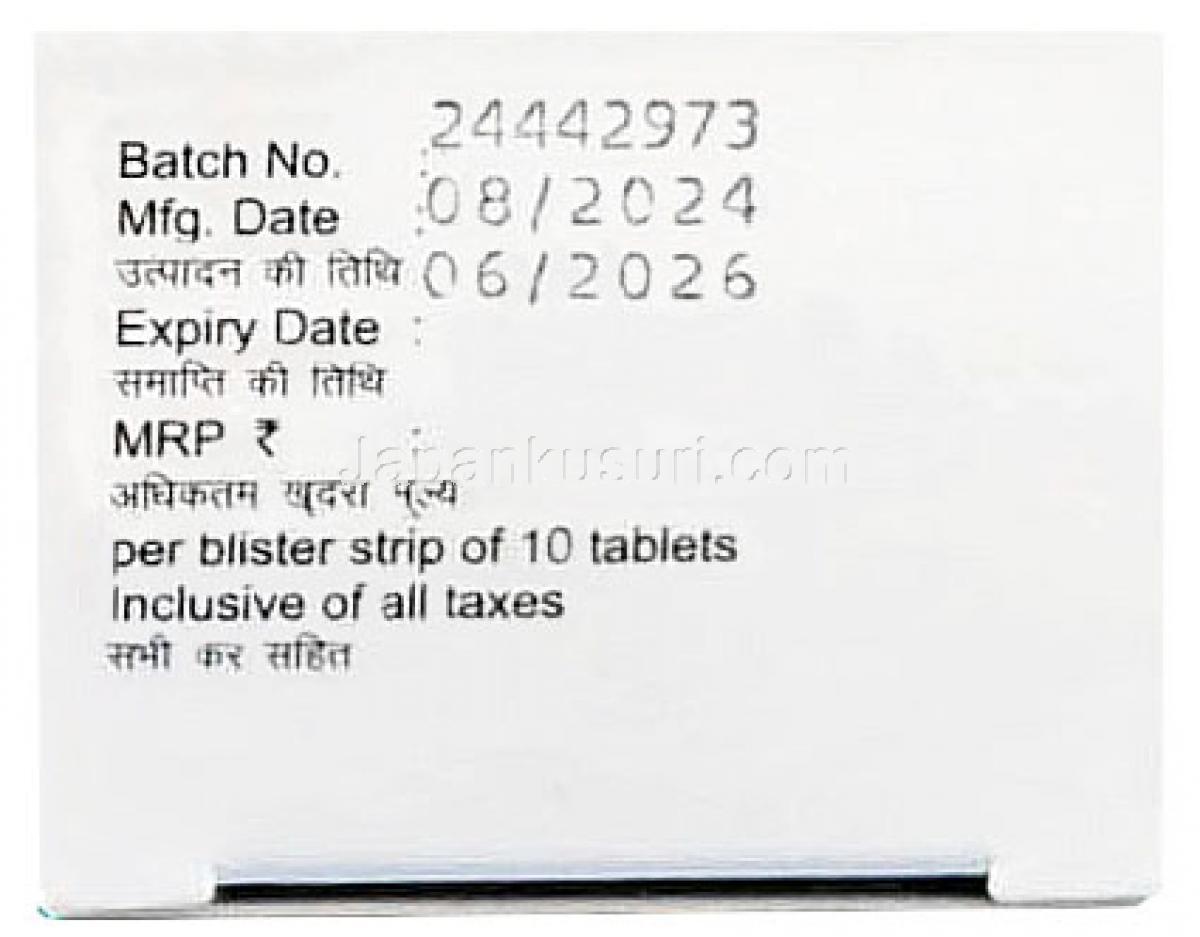 24442973
Batch No. :
08/2024
Mfg. Date :
उत्पादन की तिथि
06/2026
Expiry Date :
समाप्ति की तिथि
MRP ₹ :
Japankusuri.com
अधिकतम खुदरा मूल्य
per blister strip of 10 tablets
Inclusive of all taxes
सभी कर सहित